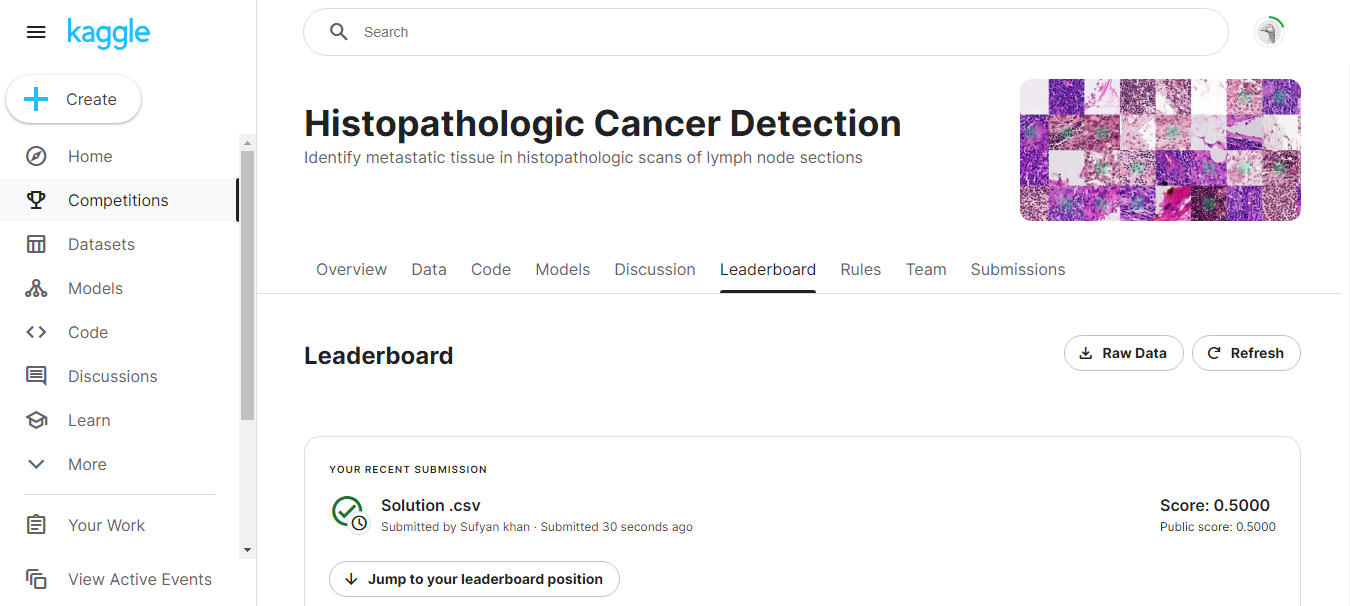 kaggle
Search
Create
Home
Competitions
Datasets
Models
Code
Discussions
Learn
More
Your Work
View Active Events
Histopathologic Cancer Detection
Identify metastatic tissue in histopathologic scans of lymph node sections
Overview Data Code Models Discussion Leaderboard Rules Team Submissions
Leaderboard
Raw Data Refresh
YOUR RECENT SUBMISSION
Solution .csv
Submitted by Sufyan khan · Submitted 30 seconds ago
Score: 0.5000
Public score: 0.5000
Jump to your leaderboard position